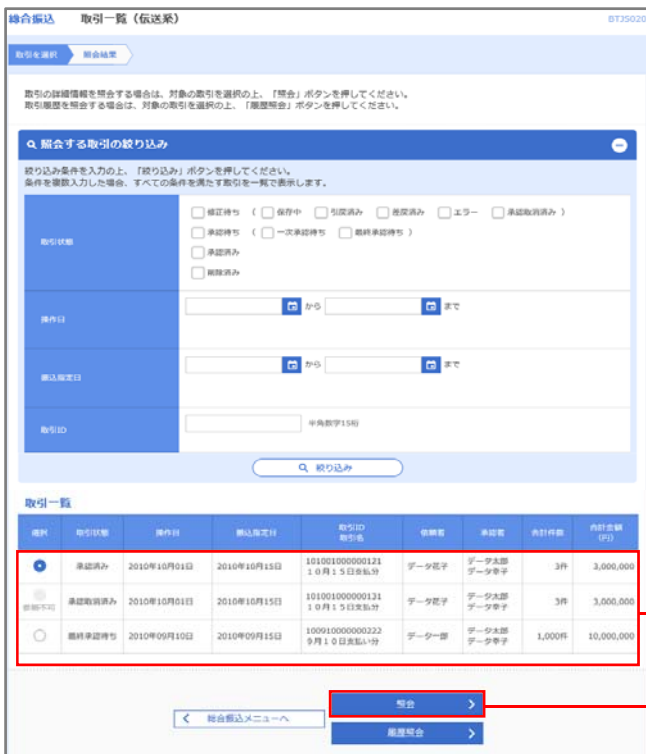 総合振込 取引一覧（伝送系） BTJS020
取引を選択 照会結果
取引の詳細情報を照会する場合は、対象の取引を選択の上、「照会」ボタンを押してください。
取引履歴を照会する場合は、対象の取引を選択の上、「履歴照会」ボタンを押してください。
照会する取引の絞り込み
絞り込み条件を入力の上、「絞り込み」ボタンを押してください。
条件を複数入力した場合、すべての条件を満たす取引を一覧で表示します。
取引状態
修正待ち （ 保存中 引戻済み 差戻済み エラー 承認取消済み ）
承認待ち （ 一次承認待ち 最終承認待ち ）
承認済み
削除済み
操作日 から まで
振込指定日 から まで
取引ID 半角数字15桁
絞り込み
取引一覧
選択 取引状態 操作日 振込指定日 取引ID 取引名 依頼者 承認者 合計件数 合計金額 (円)
承認済み 2010年10月01日 2010年10月15日 101001000000121 データ花子 データ太郎 3件 3,000,000
１０月１５日支払分 データ幸子
依頼不可 承認取消済み 2010年10月01日 2010年10月15日 101001000000131 データ花子 データ太郎 3件 3,000,000
１０月１５日支払分 データ幸子
最終承認待ち 2010年09月10日 2010年09月15日 100910000000222 データ一郎 データ太郎 1,000件 10,000,000
９月１０日支払い分 データ幸子
照会
総合振込メニューへ
履歴照会